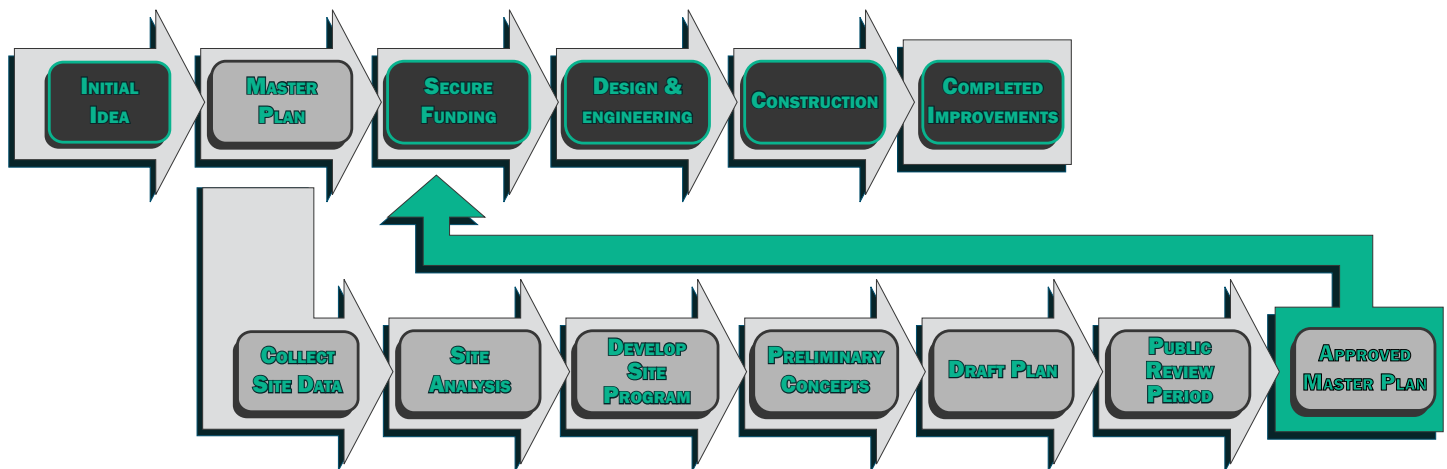 Initial
Idea
Master
Plan
Secure
Funding
Design &
engineering
Construction
Completed
Improvements
Collect
Site Data
Site
Analysis
Develop
Site
Program
Preliminary
Concepts
Draft Plan
Public
Review
Period
Approved
Master Plan